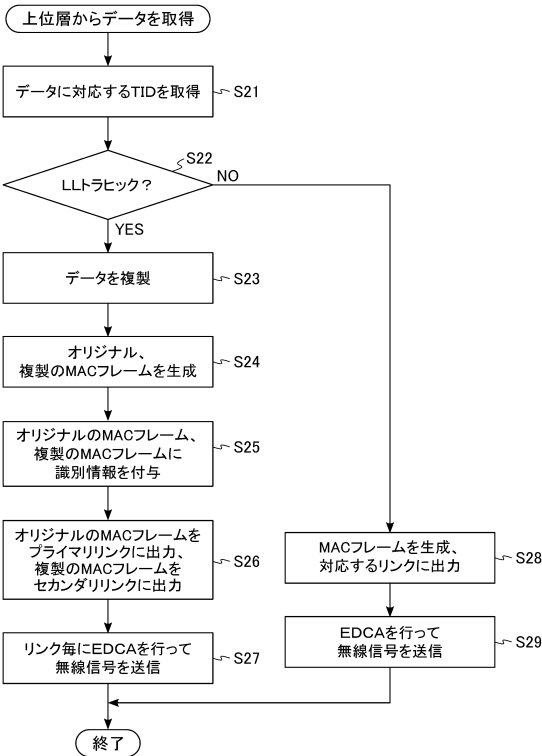 上位層からデータを取得
データに対応するTIDを取得
S21
S22
LLトラヒック？
NO
YES
データを複製
S23
オリジナル、
複製のMACフレームを生成
S24
オリジナルのMACフレーム、
複製のMACフレームに
識別情報を付与
S25
オリジナルのMACフレームを
プライマリリンクに出力、
複製のMACフレームを
セカンダリリンクに出力
S26
MACフレームを生成、
対応するリンクに出力
S28
リンク毎にEDCAを行って
無線信号を送信
S27
EDCAを行って
無線信号を送信
S29
終了